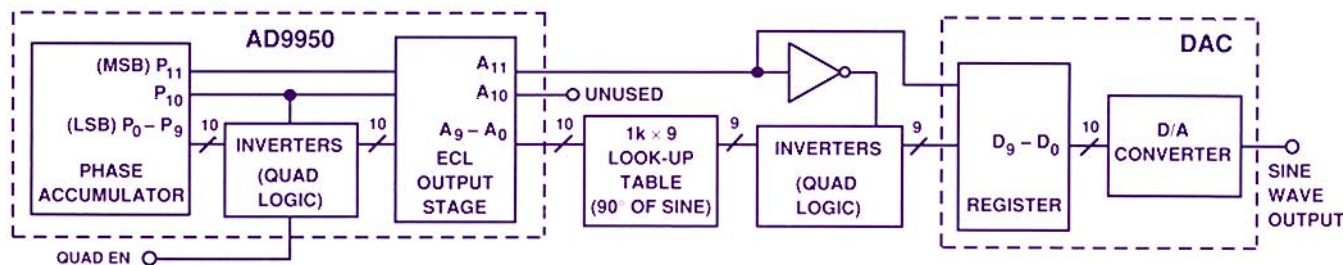 AD9950
(MSB) P11
P10
(LSB) P0 – P9
PHASE
ACCUMULATOR
10
INVERTERS
(QUAD
LOGIC)
10
QUAD EN
A11
A10
A9 – A0
ECL
OUTPUT
STAGE
UNUSED
10
1k × 9
LOOK-UP
TABLE
(90° OF SINE)
9
INVERTERS
(QUAD
LOGIC)
9
DAC
D9 – D0
REGISTER
10
D/A
CONVERTER
SINE
WAVE
OUTPUT